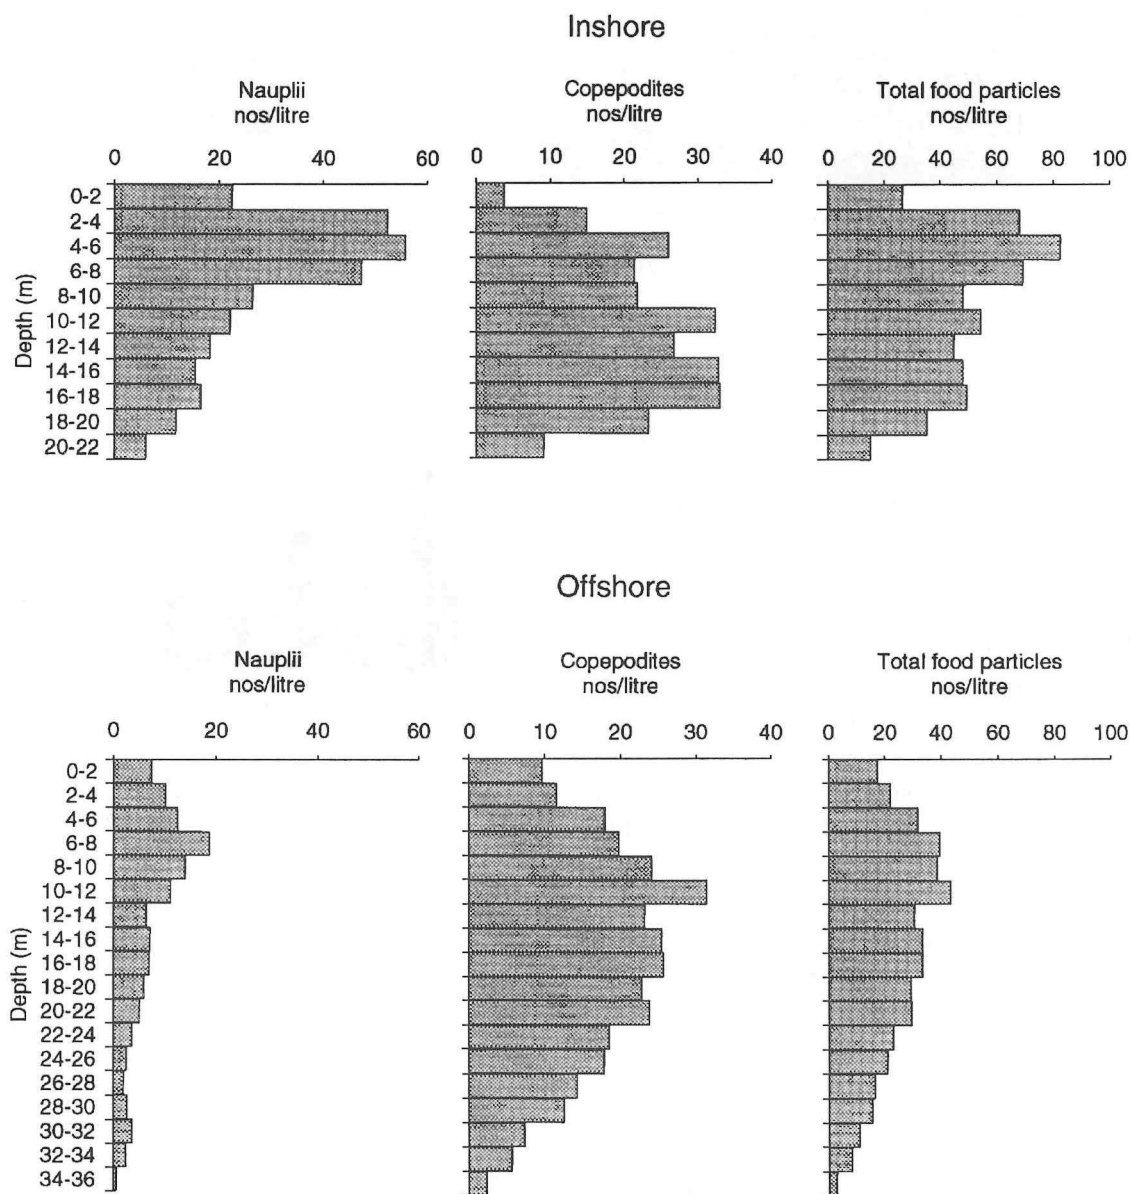 Inshore
Nauplii
nos/litre
Copepodites
nos/litre
Total food particles
nos/litre
0 20 40 60
0 10 20 30 40
0 20 40 60 80 100
Depth (m)
0-2
2-4
4-6
6-8
8-10
10-12
12-14
14-16
16-18
18-20
20-22
Offshore
Nauplii
nos/litre
Copepodites
nos/litre
Total food particles
nos/litre
0 20 40 60
0 10 20 30 40
0 20 40 60 80 100
Depth (m)
0-2
2-4
4-6
6-8
8-10
10-12
12-14
14-16
16-18
18-20
20-22
22-24
24-26
26-28
28-30
30-32
32-34
34-36